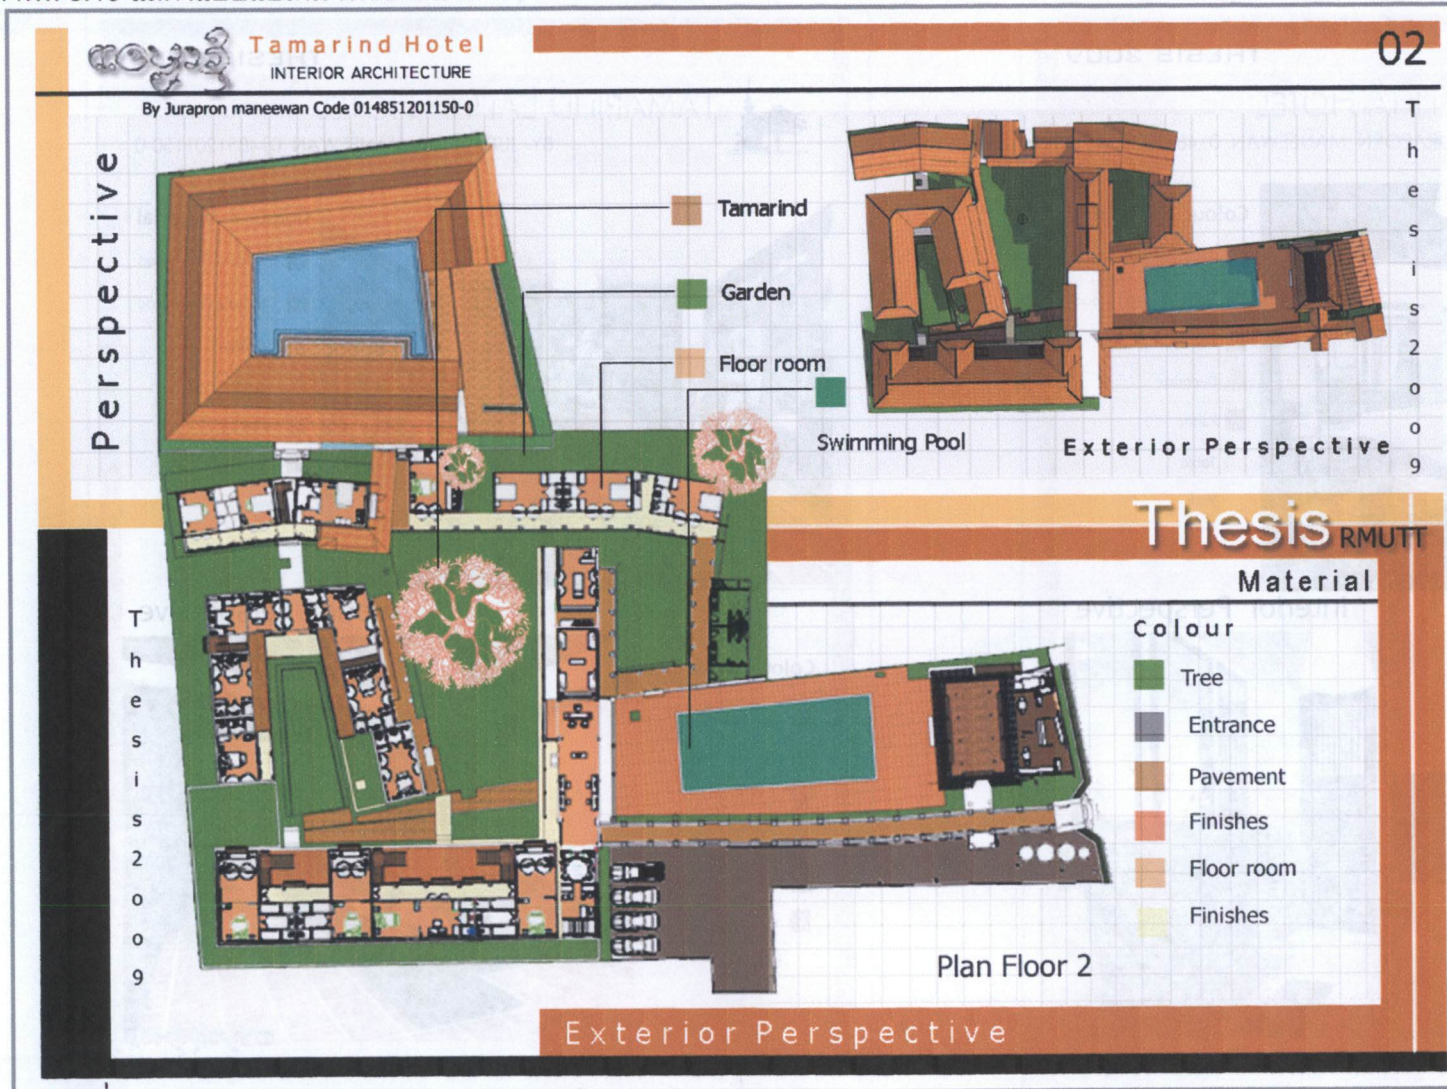 Tamarind Hotel
INTERIOR ARCHITECTURE
By Jurapron maneewan Code 014851201150-0
02
Perspective
Thesis 2oo9
Tamarind
Garden
Floor room
Swimming Pool
Exterior Perspective
Thesis RMUTT
Material
Colour
Tree
Entrance
Pavement
Finishes
Floor room
Finishes
Thesis 2oo9
Plan Floor 2
Exterior Perspective